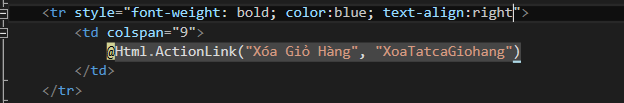 <tr style="font-weight: bold; color:blue; text-align:right">
<td colspan="9">
@Html.ActionLink("Xóa Giỏ Hàng", "XoaTatcaGiohang")
</td>
</tr>